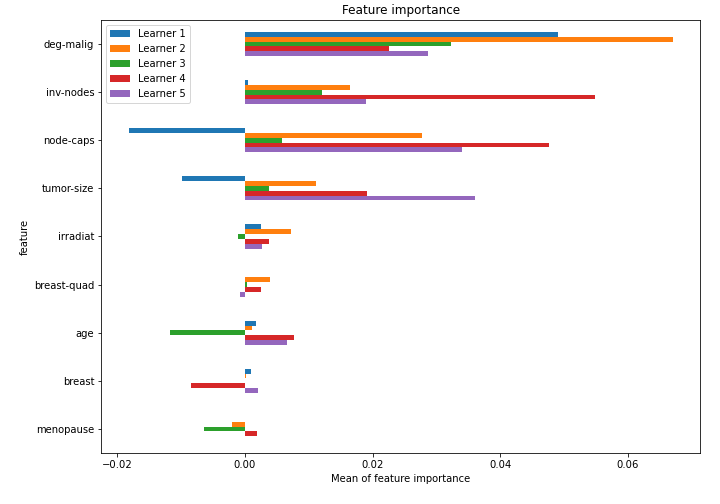 Feature importance
Learner 1
Learner 2
Learner 3
Learner 4
Learner 5
deg-malig
inv-nodes
node-caps
tumor-size
irradiat
breast-quad
age
breast
menopause
feature
−0.02 0.00 0.02 0.04 0.06
Mean of feature importance